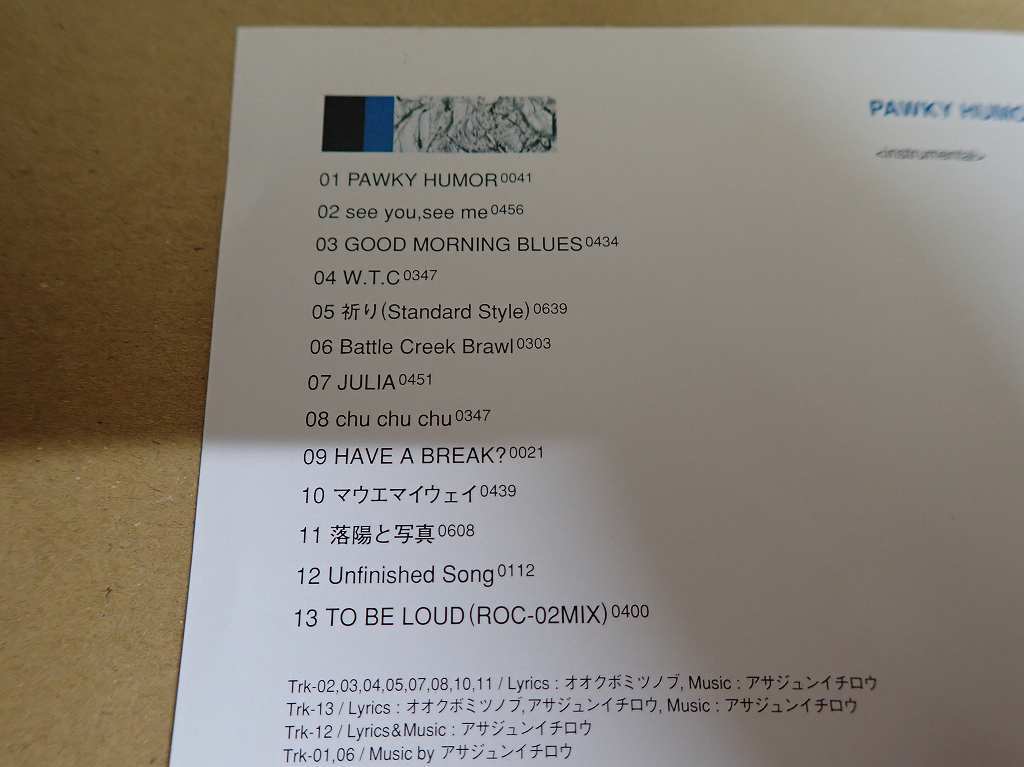 01 PAWKY HUMOR 0041
02 see you,see me 0456
03 GOOD MORNING BLUES 0434
04 W.T.C 0347
05 祈り(Standard Style) 0639
06 Battle Creek Brawl 0303
07 JULIA 0451
08 chu chu chu 0347
09 HAVE A BREAK? 0021
10 マウエマイウェイ 0439
11 落陽と写真 0608
12 Unfinished Song 0112
13 TO BE LOUD(ROC-02MIX) 0400
Trk-02,03,04,05,07,08,10,11 / Lyrics : オオクボミツノブ, Music : アサジュンイチロウ
Trk-13 / Lyrics : オオクボミツノブ,アサジュンイチロウ, Music : アサジュンイチロウ
Trk-12 / Lyrics&Music : アサジュンイチロウ
Trk-01,06 / Music by アサジュンイチロウ
PAWKY
<instrumental>